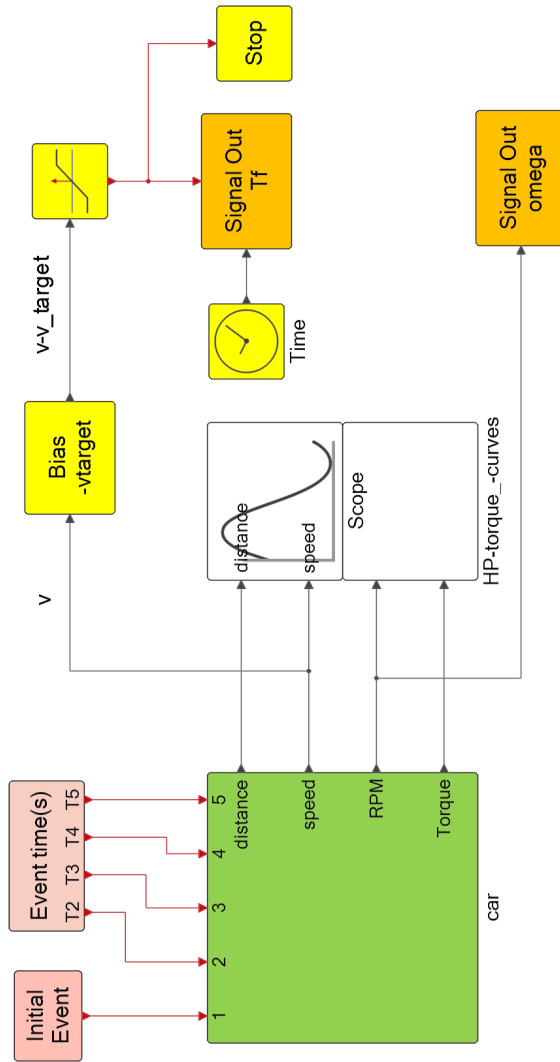 Initial
Event
Event time(s)
T2 T3 T4 T5
1 2 3 4 5
distance
speed
RPM
Torque
car
v
Bias
-vtarget
v-v_target
distance
speed
Scope
HP-torque_-curves
Time
Signal Out
Tf
Stop
Signal Out
omega